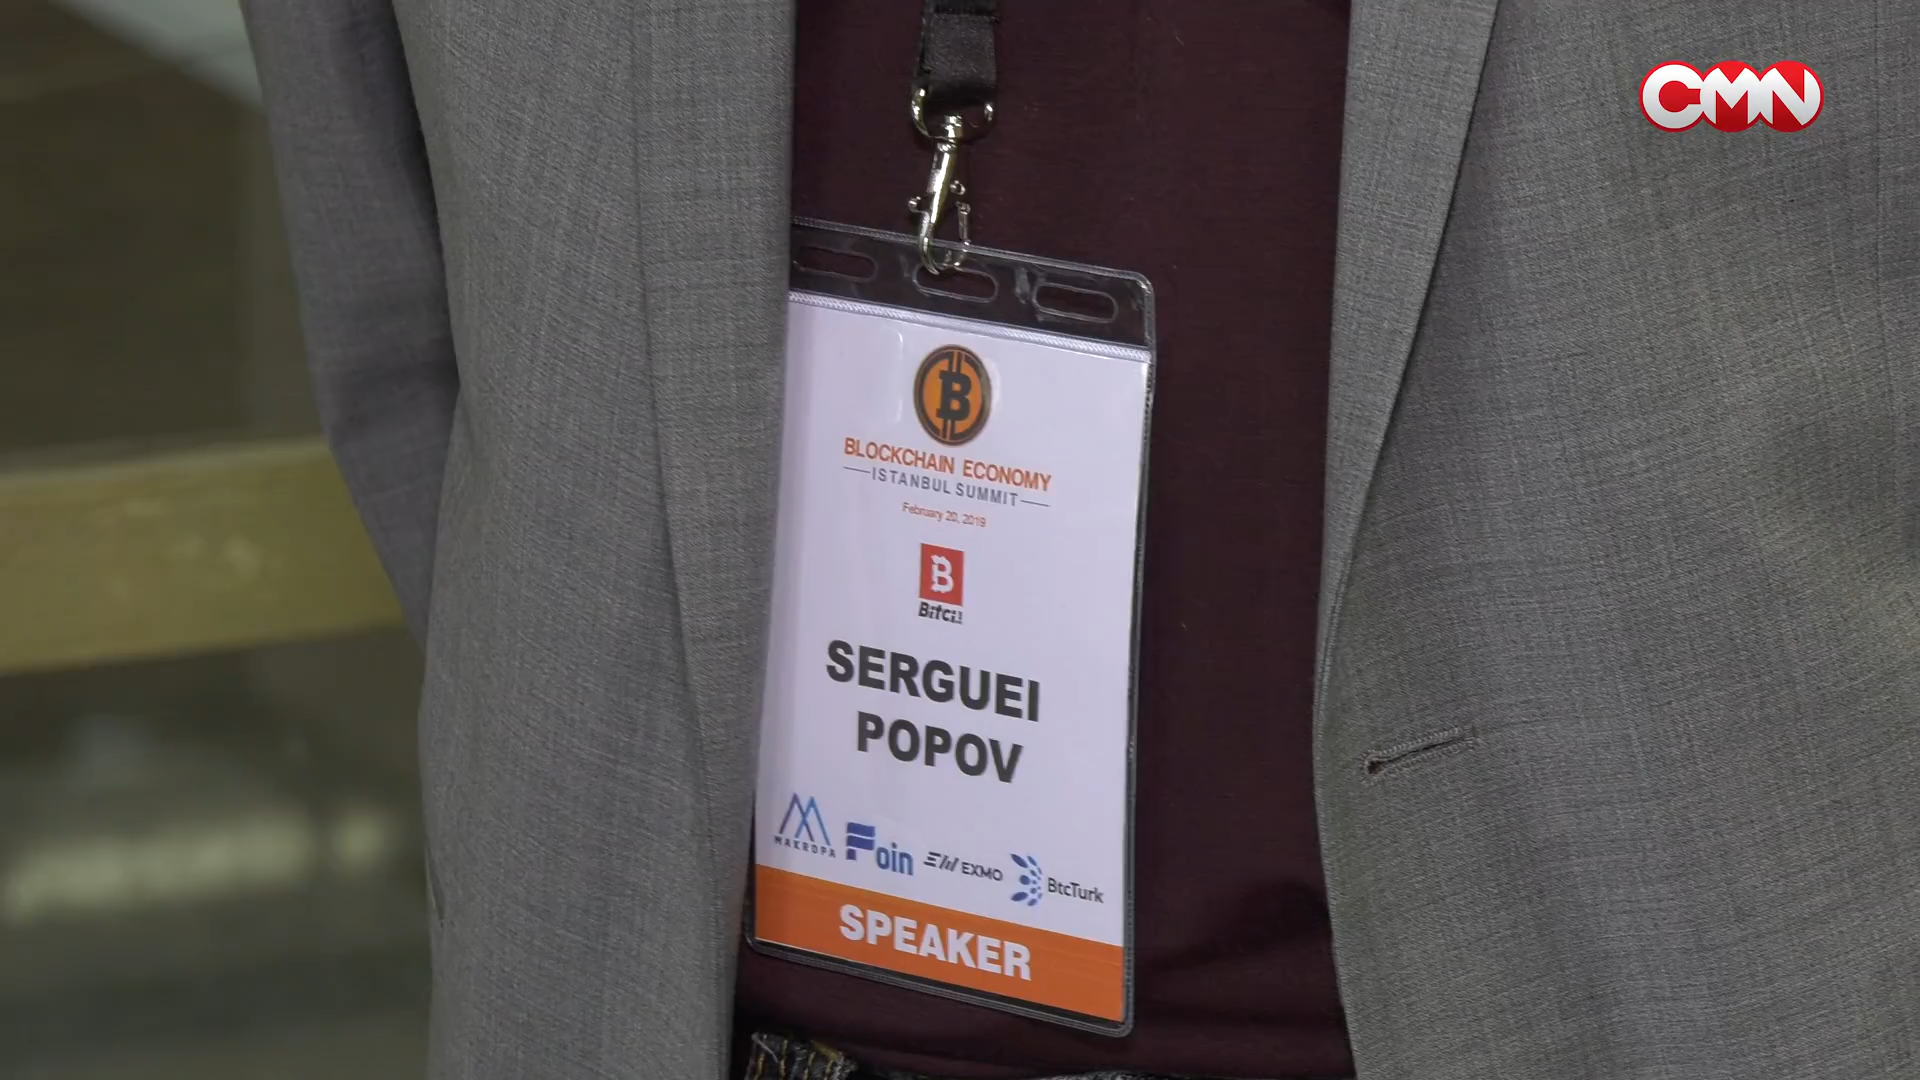 CMN
B
BLOCKCHAIN ECONOMY
ISTANBUL SUMMIT
February 20, 2019
B
Bitci!
SERGUEI
POPOV
MAKROPA Foin EXMO BtcTurk
SPEAKER